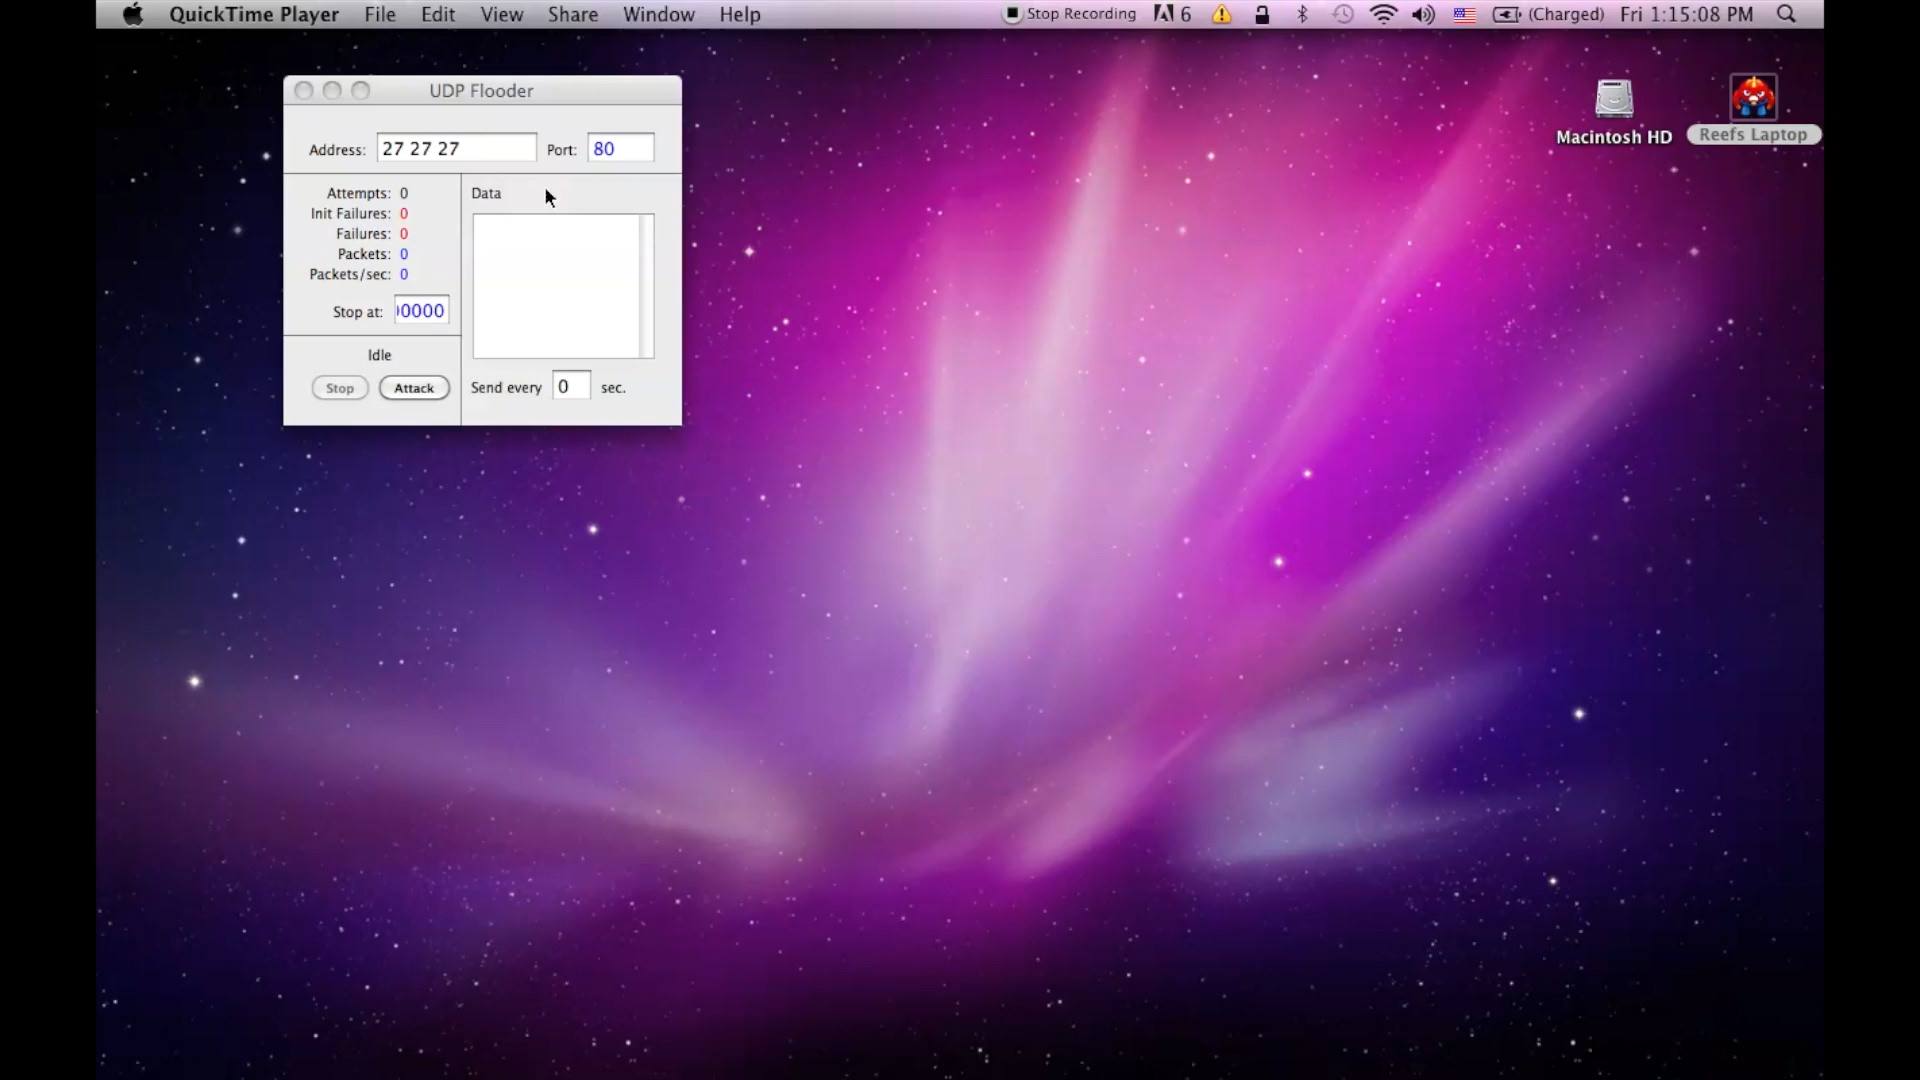 QuickTime Player File Edit View Share Window Help Stop Recording 6 (Charged) Fri 1:15:08 PM
UDP Flooder
Address: 27 27 27 Port: 80
Attempts: 0
Init Failures: 0
Failures: 0
Packets: 0
Packets/sec: 0
Stop at: 0000
Idle
Stop Attack
Data
Send every 0 sec.
Macintosh HD
Reefs Laptop